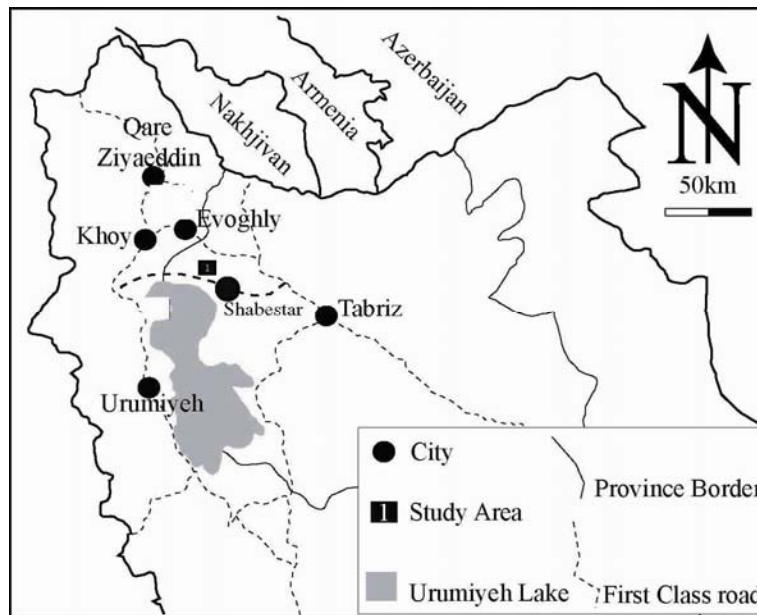 Azerbaijan
Armenia
Nakhjivan
N
50km
Qare
Ziyaeddin
Evoghly
Khoy
1
Shabestar
Tabriz
Urumiyeh
City
Province Border
1 Study Area
Urumiyeh Lake
First Class road